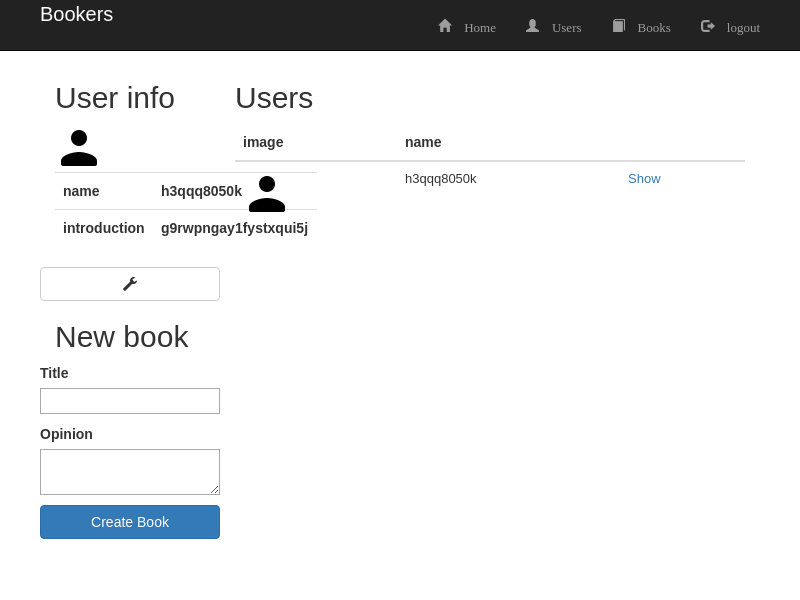 Bookers
Home Users Books logout
User info
name h3qqq8050k
introduction g9rwpngay1fystxqui5j
New book
Title
Opinion
Create Book
Users
image name
h3qqq8050k Show